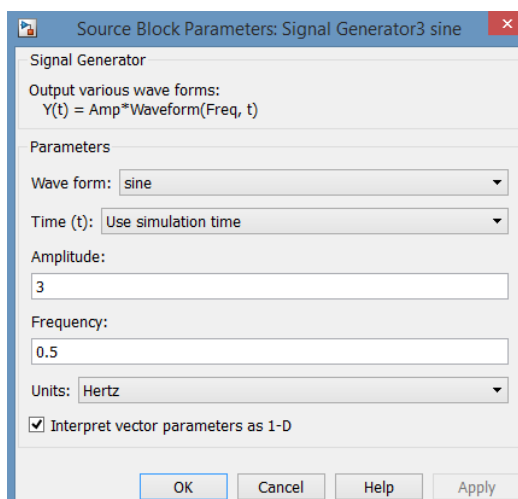 Source Block Parameters: Signal Generator3 sine
Signal Generator
Output various wave forms:
Y(t) = Amp*Waveform(Freq, t)
Parameters
Wave form: sine
Time (t): Use simulation time
Amplitude:
3
Frequency:
0.5
Units: Hertz
Interpret vector parameters as 1-D
OK Cancel Help Apply